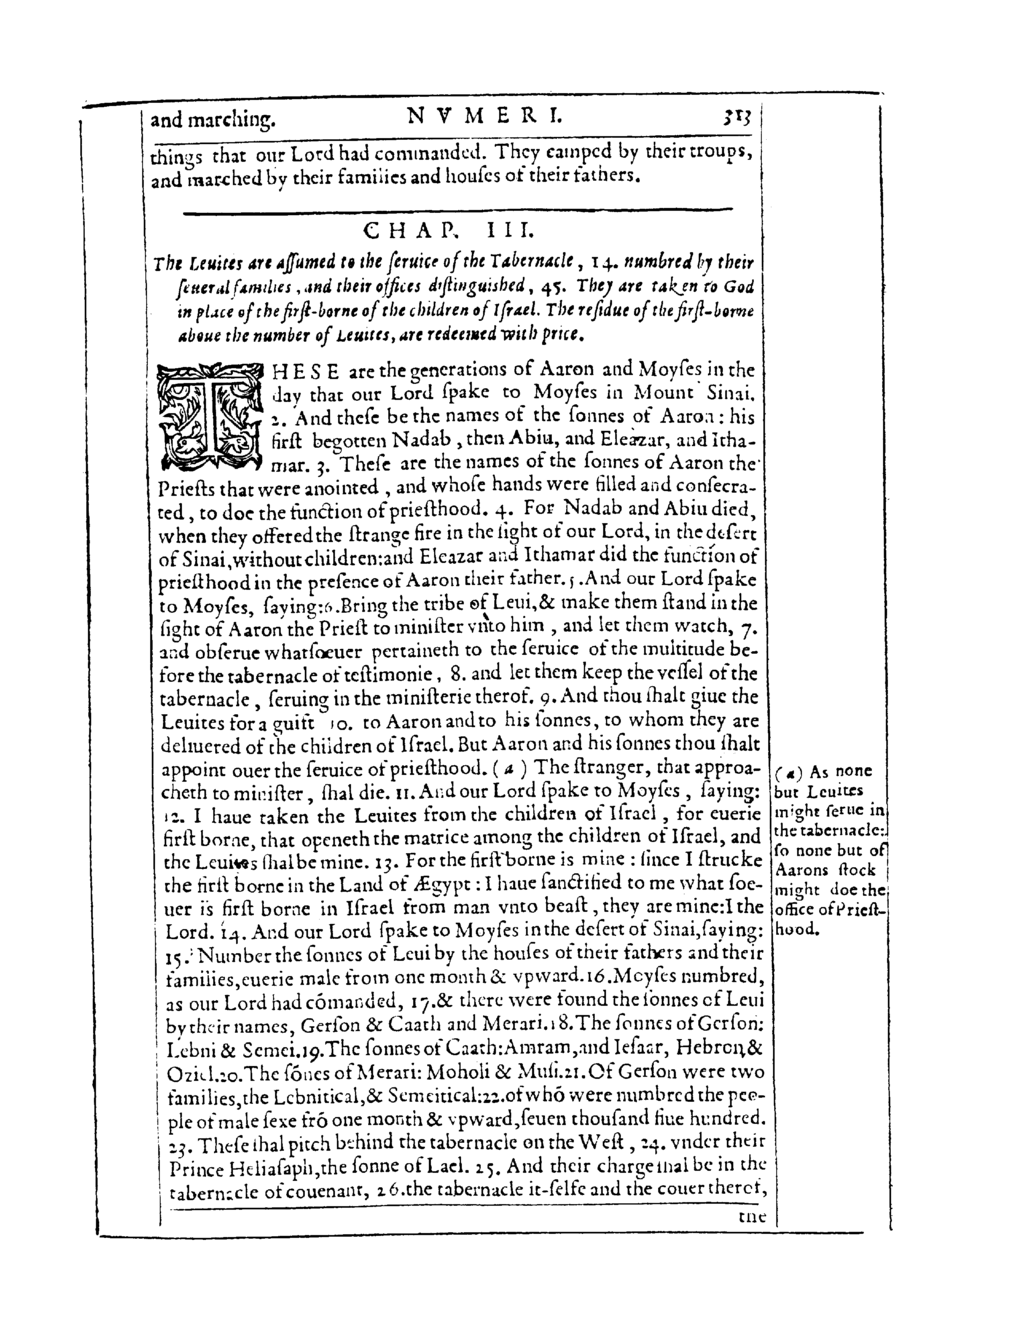 and marching. NVMERI. 313
things that our Lord had commanded. They camped by their troups,
and marched by their families and houſes of their fathers.
CHAP. III.
The Leuites are aſſumed to the ſeruice of the Tabernacle, 14. numbred by their
ſeueral families, and their offices diſtinguished, 45. They are taken to God
in place of the firſt-borne of the children of Iſrael. The reſidue of the firſt-borne
aboue the number of Leuites, are redeemed with price.
THESE are the generations of Aaron and Moyſes in the
day that our Lord ſpake to Moyſes in Mount Sinai.
2. And theſe be the names of the ſonnes of Aaron: his
firſt begotten Nadab, then Abiu, and Eleazar, and Itha-
mar. 3. Theſe are the names of the ſonnes of Aaron the
Prieſts that were anointed, and whoſe hands were filled and conſecra-
ted, to doe the function of prieſthood. 4. For Nadab and Abiu died,
when they offered the ſtrange fire in the ſight of our Lord, in the deſert
of Sinai, without children: and Eleazar and Ithamar did the function of
prieſthood in the preſence of Aaron their father. 5. And our Lord ſpake
to Moyſes, ſaying: 6. Bring the tribe of Leui, & make them ſtand in the
ſight of Aaron the Prieſt to miniſter vnto him, and let them watch, 7.
and obſerue whatſoeuer pertaineth to the ſeruice of the multitude be-
fore the tabernacle of teſtimonie, 8. and let them keep the veſſel of the
tabernacle, ſeruing in the miniſterie therof. 9. And thou ſhalt giue the
Leuites for a guift 10. to Aaron and to his ſonnes, to whom they are
deliuered of the children of Iſrael. But Aaron and his ſonnes thou ſhalt
appoint ouer the ſeruice of prieſthood. (a) The ſtranger, that approa-
cheth to miniſter, ſhal die. 11. And our Lord ſpake to Moyſes, ſaying:
12. I haue taken the Leuites from the children of Iſrael, for euerie
firſt borne, that openeth the matrice among the children of Iſrael, and
the Leuites ſhal be mine. 13. For the firſt borne is mine: ſince I ſtrucke
the firſt borne in the Land of Ægypt: I haue ſanctified to me what ſoe-
uer is firſt borne in Iſrael from man vnto beaſt, they are mine: I the
Lord. 14. And our Lord ſpake to Moyſes in the deſert of Sinai, ſaying:
15. Number the ſonnes of Leui by the houſes of their fathers and their
families, euerie male from one month & vpward. 16. Moyſes numbred,
as our Lord had cōmanded, 17. & there were found the ſonnes of Leui
by their names, Gerſon & Caath and Merari. 18. The ſonnes of Gerſon:
Lebni & Semei. 19. The ſonnes of Caath: Amram, and Ieſaar, Hebron, &
Oziel. 20. The ſōnes of Merari: Moholi & Muſi. 21. Of Gerſon were two
families, the Lebnitical, & Semeitical: 22. of whō were numbred the peo-
ple of male ſexe frō one month & vpward, ſeuen thouſand fiue hundred.
23. Theſe ſhal pitch behind the tabernacle on the Weſt, 24. vnder their
Prince Heliaſaph, the ſonne of Lael. 25. And their charge ſhal be in the
tabernacle of couenant, 26. the tabernacle it-ſelfe and the couer therof,
the
(a) As none
but Leuites
might ſerue in
the tabernacle:
ſo none but of
Aarons ſtock
might doe the
office of Prieſt-
hood.